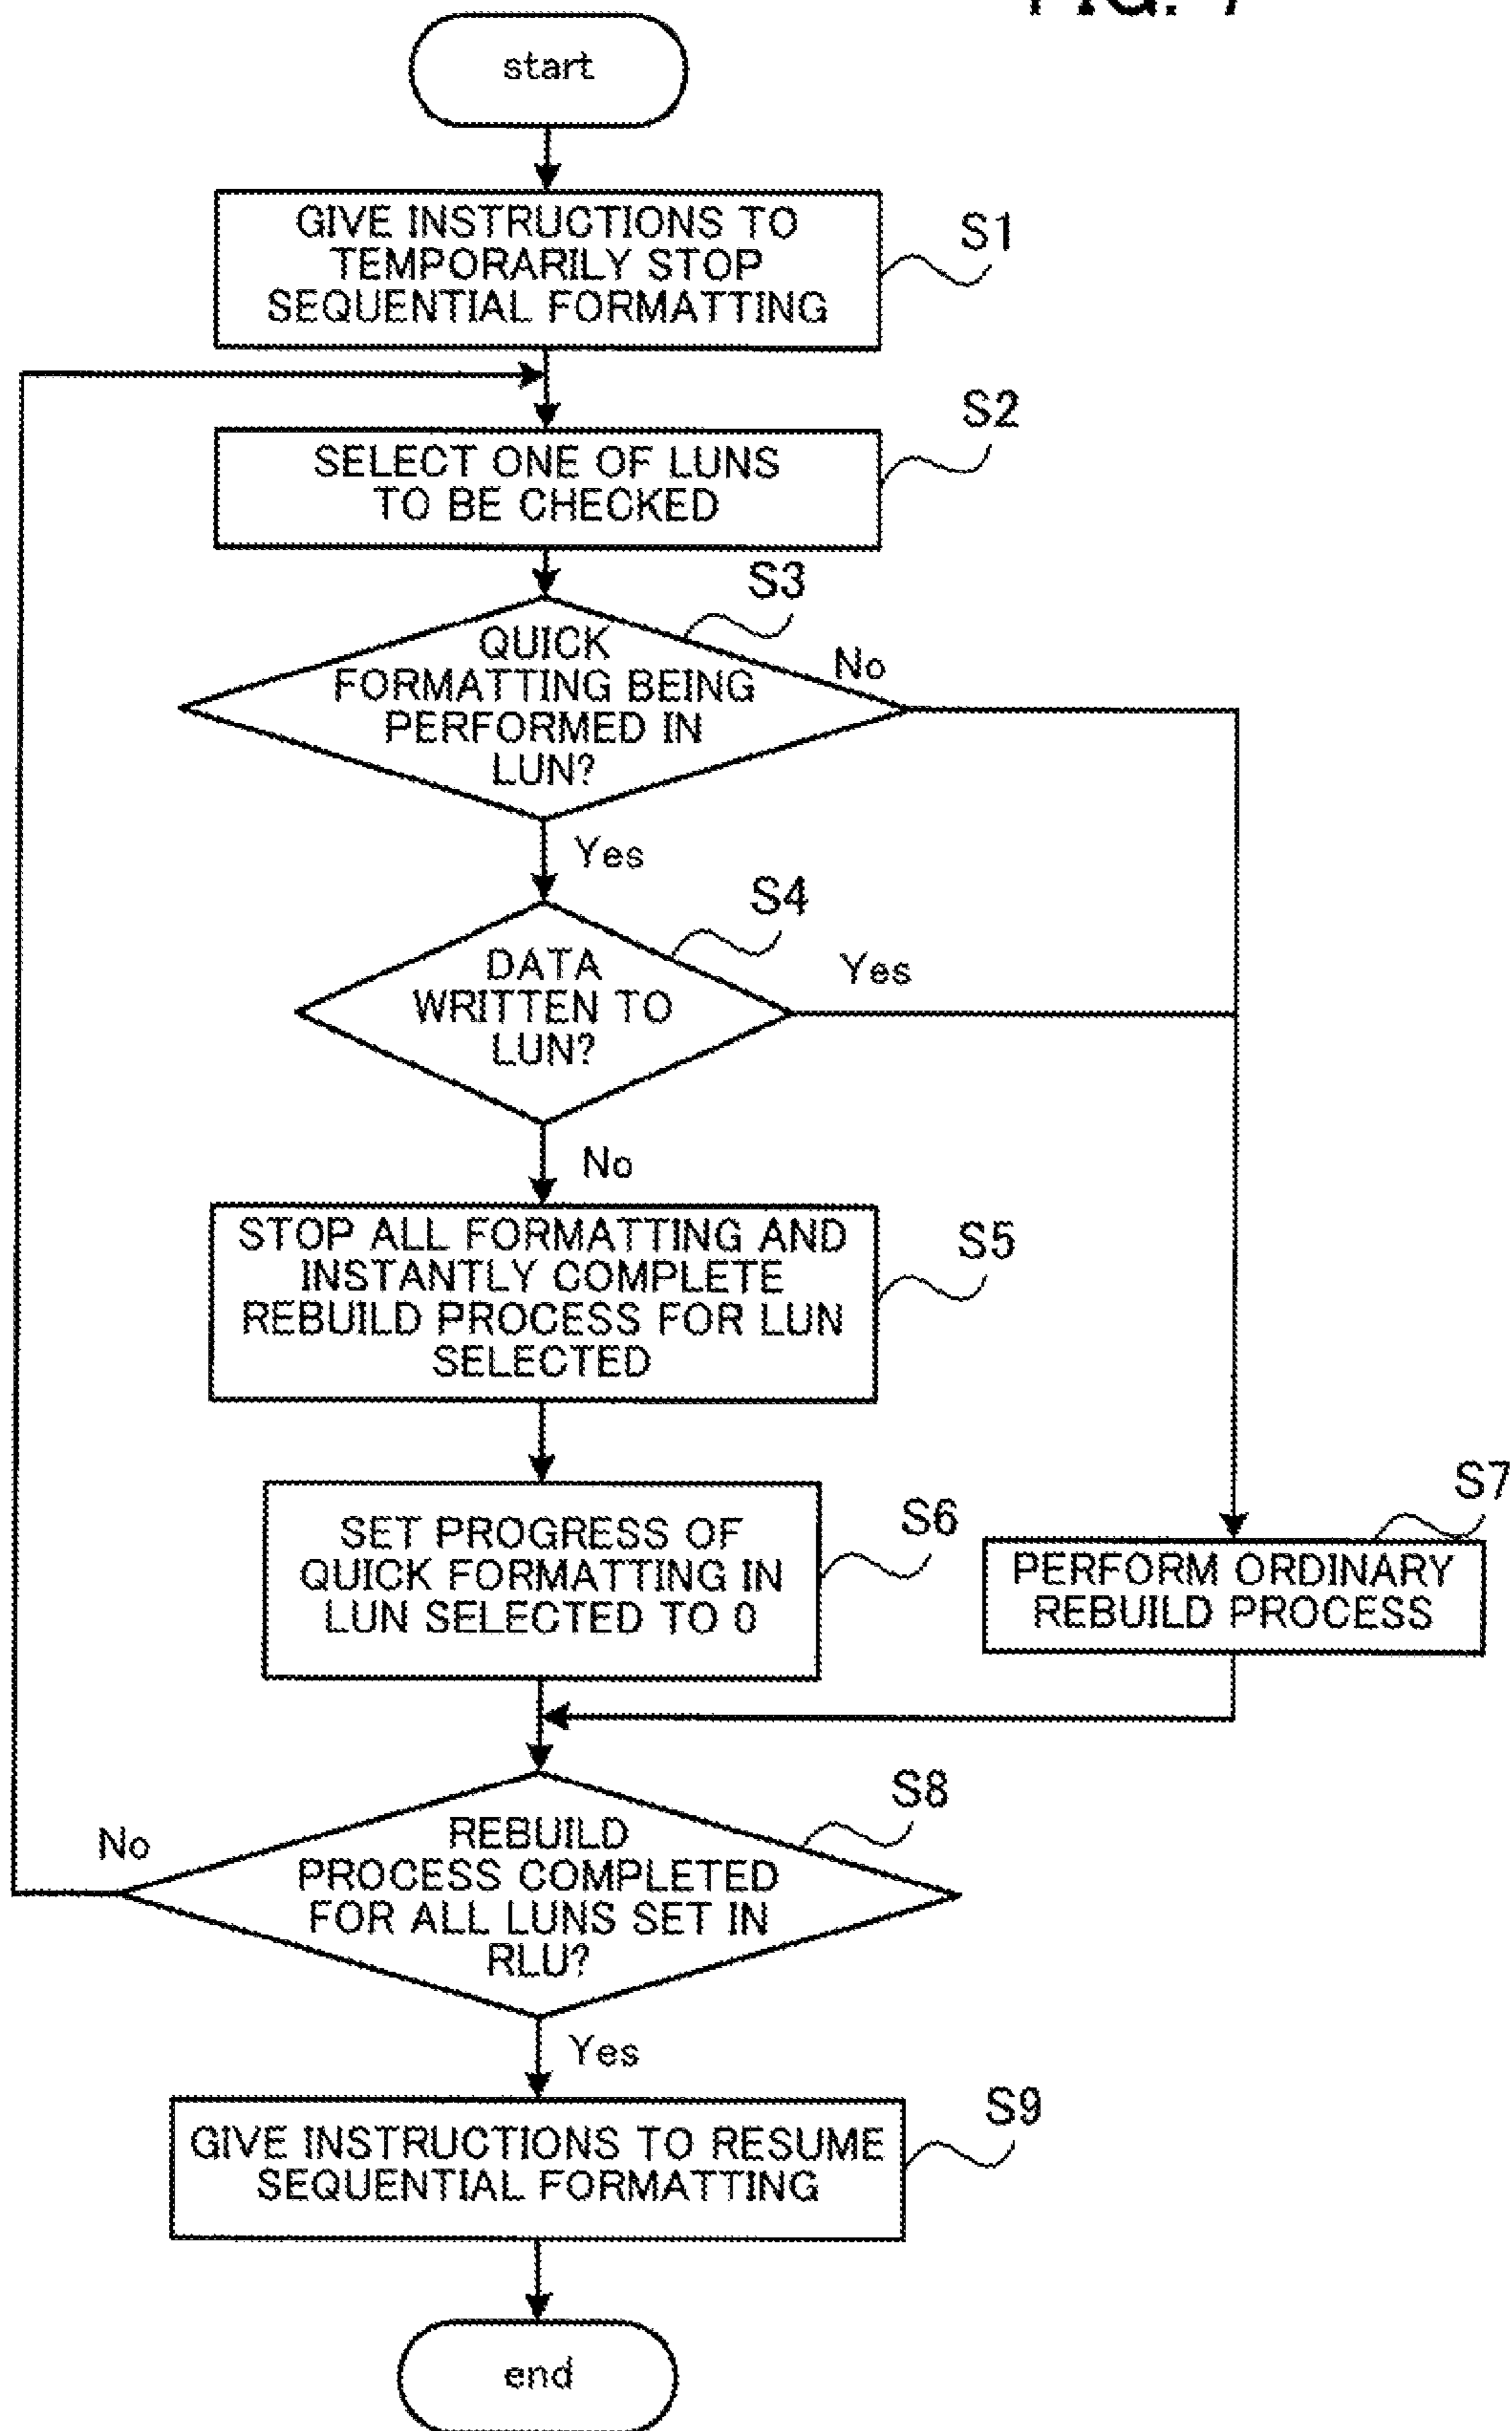 FIG. 7
start
GIVE INSTRUCTIONS TO
TEMPORARILY STOP
SEQUENTIAL FORMATTING
S1
SELECT ONE OF LUNS
TO BE CHECKED
S2
S3
QUICK
FORMATTING BEING
PERFORMED IN
LUN?
No
Yes
S4
DATA
WRITTEN TO
LUN?
Yes
No
STOP ALL FORMATTING AND
INSTANTLY COMPLETE
REBUILD PROCESS FOR LUN
SELECTED
S5
SET PROGRESS OF
QUICK FORMATTING IN
LUN SELECTED TO 0
S6
S7
PERFORM ORDINARY
REBUILD PROCESS
S8
REBUILD
PROCESS COMPLETED
FOR ALL LUNS SET IN
RLU?
No
Yes
GIVE INSTRUCTIONS TO RESUME
SEQUENTIAL FORMATTING
S9
end